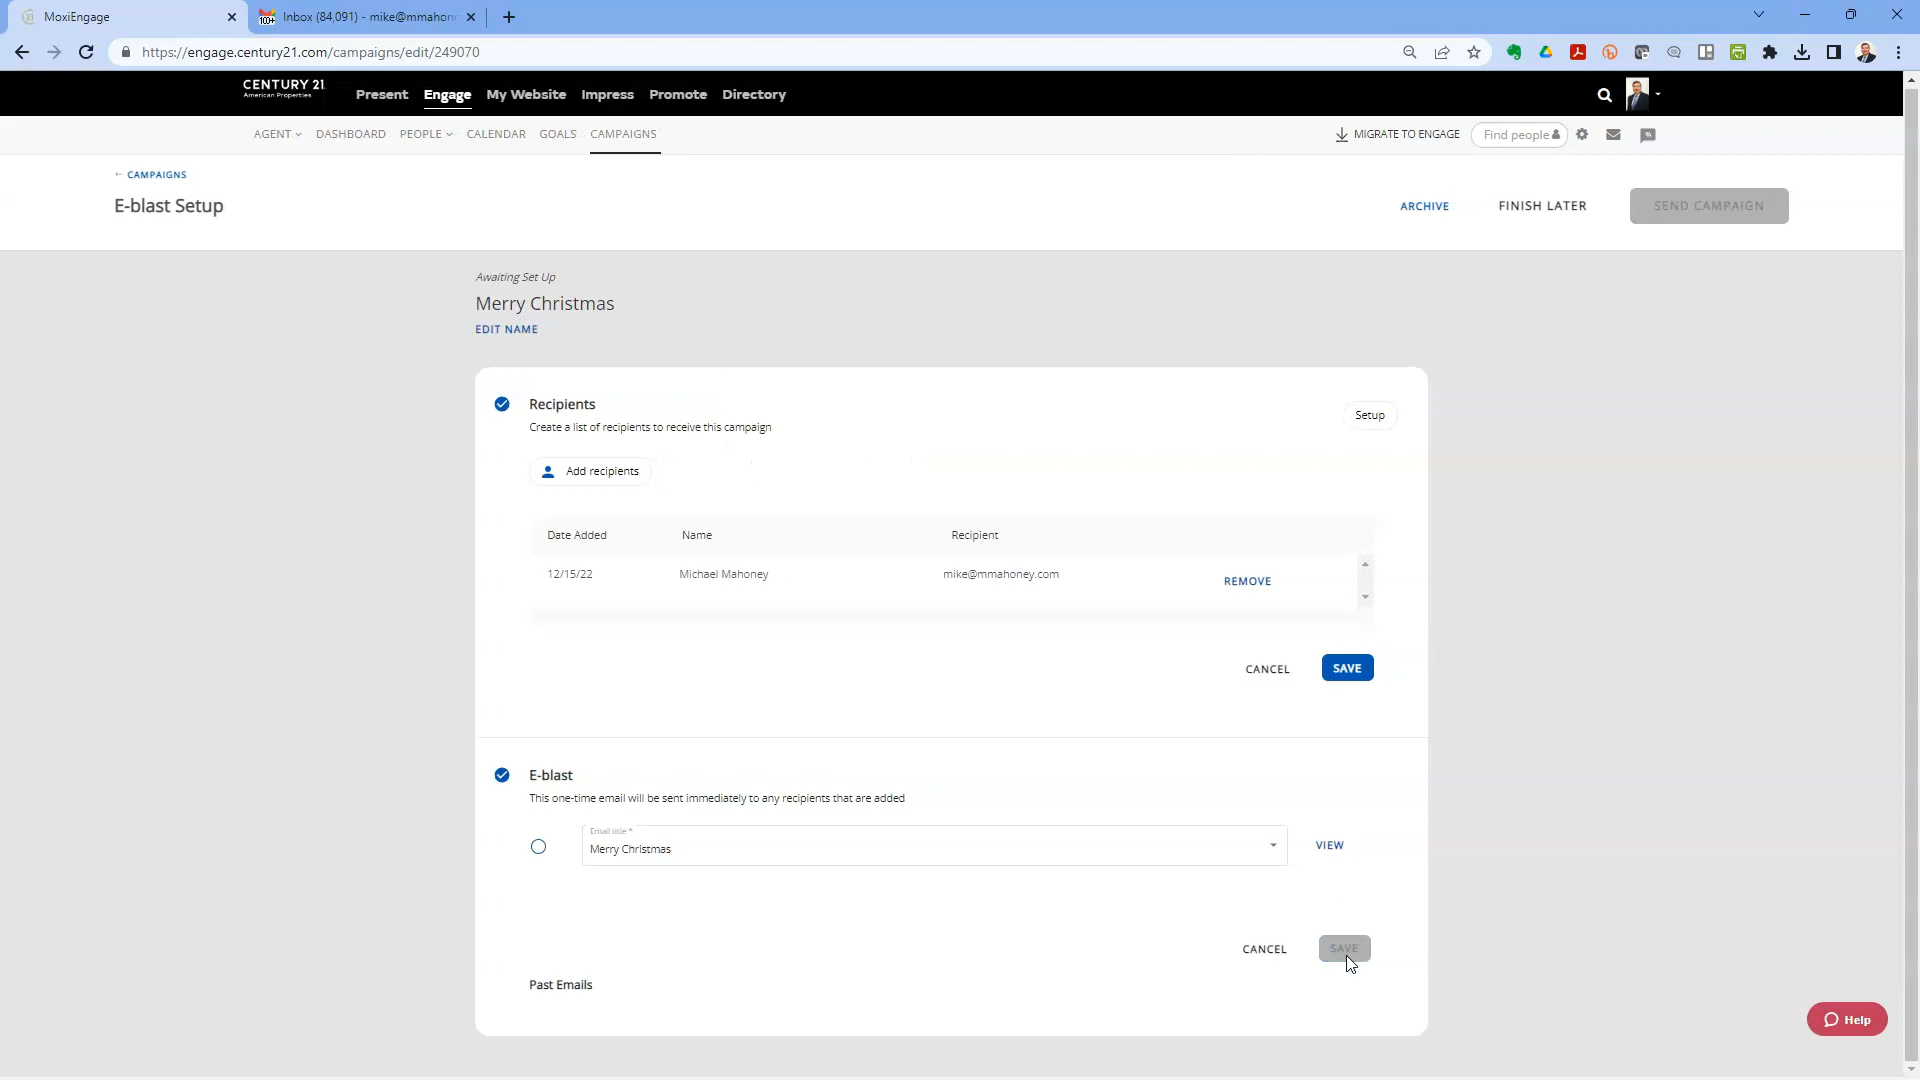 MoxiEngage
Inbox (84,091) - mike@mmahone
https://engage.century21.com/campaigns/edit/249070
CENTURY 21
American Properties
Present
Engage
My Website
Impress
Promote
Directory
AGENT
DASHBOARD
PEOPLE
CALENDAR
GOALS
CAMPAIGNS
MIGRATE TO ENGAGE
Find people
← CAMPAIGNS
E-blast Setup
ARCHIVE
FINISH LATER
SEND CAMPAIGN
Awaiting Set Up
Merry Christmas
EDIT NAME
Recipients
Setup
Create a list of recipients to receive this campaign
Add recipients
Date Added
Name
Recipient
12/15/22
Michael Mahoney
mike@mmahoney.com
REMOVE
CANCEL
SAVE
E-blast
This one-time email will be sent immediately to any recipients that are added
Email title *
Merry Christmas
VIEW
CANCEL
SAVE
Past Emails
Help